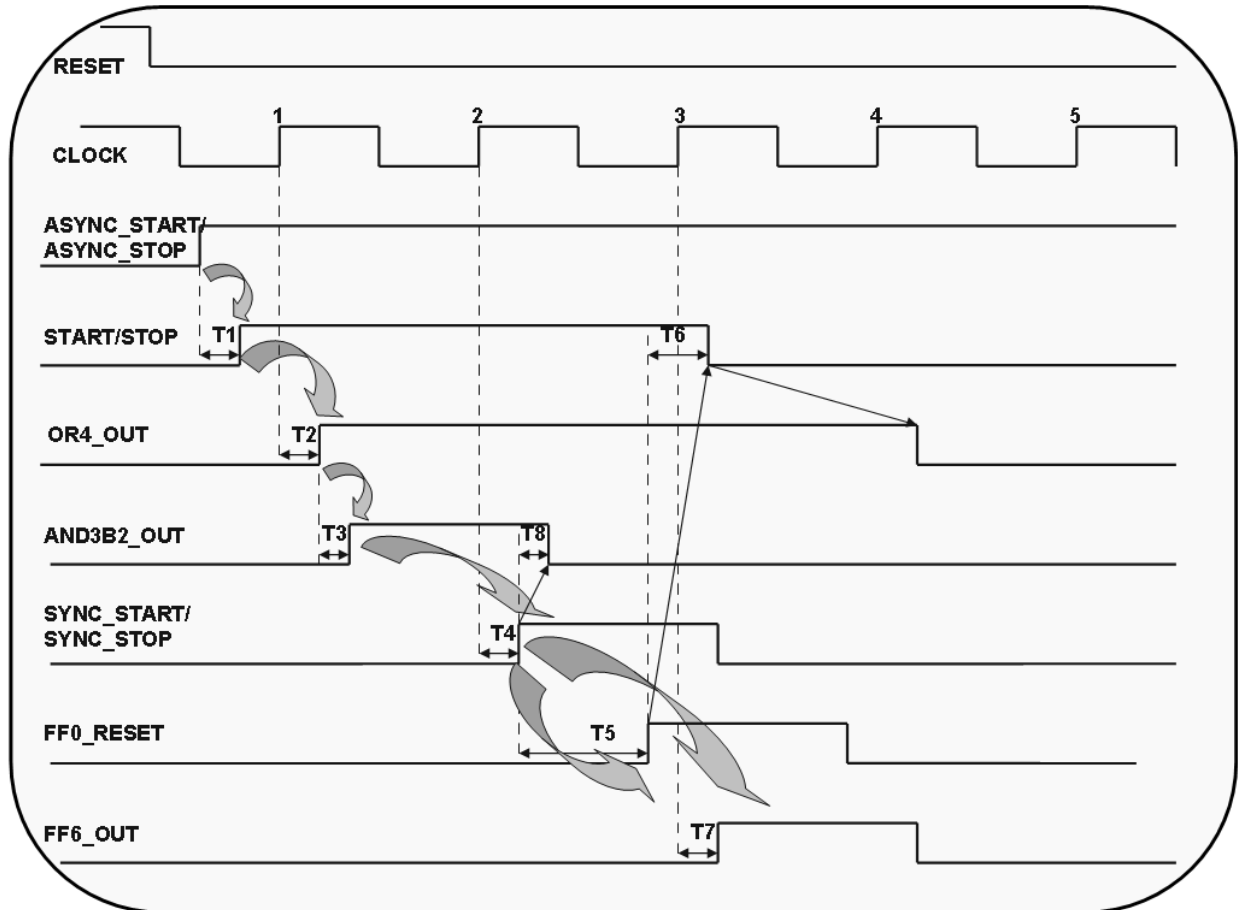 RESET
1 2 3 4 5
CLOCK
ASYNC_START/
ASYNC_STOP
START/STOP T1 T6
OR4_OUT T2
AND3B2_OUT T3 T8
SYNC_START/
SYNC_STOP T4
FF0_RESET T5
FF6_OUT T7